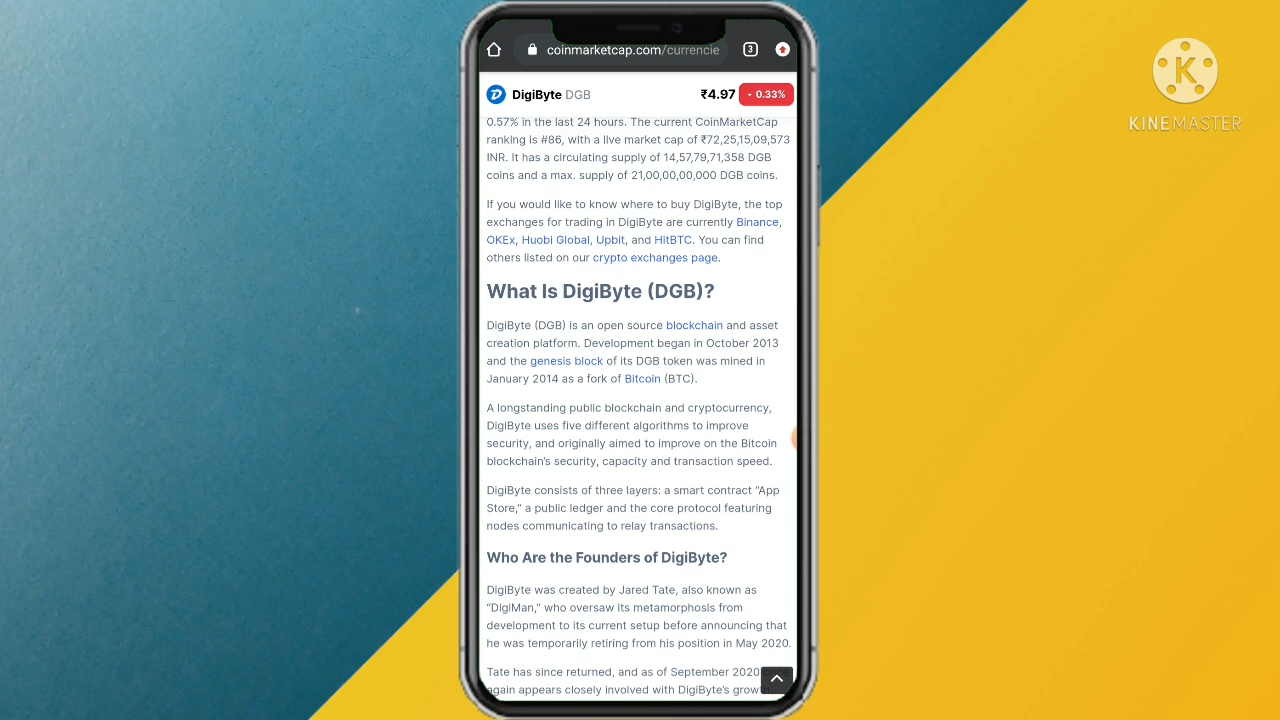 coinmarketcap.com/currencie
3
DigiByte DGB
₹4.97
0.33%
0.57% in the last 24 hours. The current CoinMarketCap
ranking is #86, with a live market cap of ₹72,25,15,09,573
INR. It has a circulating supply of 14,57,79,71,358 DGB
coins and a max. supply of 21,00,00,00,000 DGB coins.
If you would like to know where to buy DigiByte, the top
exchanges for trading in DigiByte are currently Binance,
OKEx, Huobi Global, Upbit, and HitBTC. You can find
others listed on our crypto exchanges page.
What Is DigiByte (DGB)?
DigiByte (DGB) is an open source blockchain and asset
creation platform. Development began in October 2013
and the genesis block of its DGB token was mined in
January 2014 as a fork of Bitcoin (BTC).
A longstanding public blockchain and cryptocurrency,
DigiByte uses five different algorithms to improve
security, and originally aimed to improve on the Bitcoin
blockchain's security, capacity and transaction speed.
DigiByte consists of three layers: a smart contract "App
Store," a public ledger and the core protocol featuring
nodes communicating to relay transactions.
Who Are the Founders of DigiByte?
DigiByte was created by Jared Tate, also known as
"DigiMan," who oversaw its metamorphosis from
development to its current setup before announcing that
he was temporarily retiring from his position in May 2020.
Tate has since returned, and as of September 2020
again appears closely involved with DigiByte's growth
K
KINEMASTER